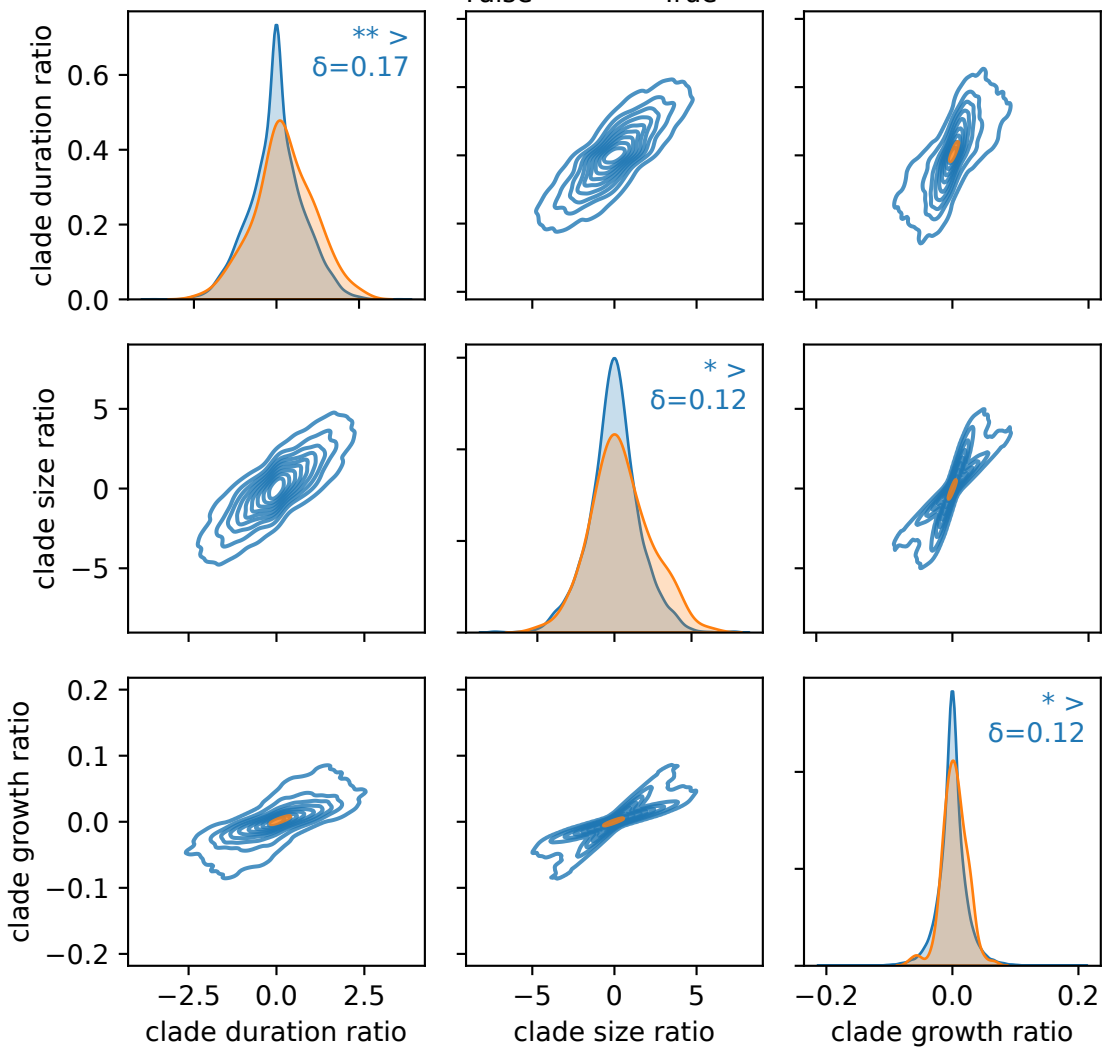 clade duration ratio
0.6
0.4
0.2
0.0
** >
δ=0.17
clade size ratio
5
0
−5
* >
δ=0.12
clade growth ratio
0.2
0.1
0.0
−0.1
−0.2
* >
δ=0.12
−2.5 0.0 2.5
−5 0 5
−0.2 0.0 0.2
clade duration ratio
clade size ratio
clade growth ratio